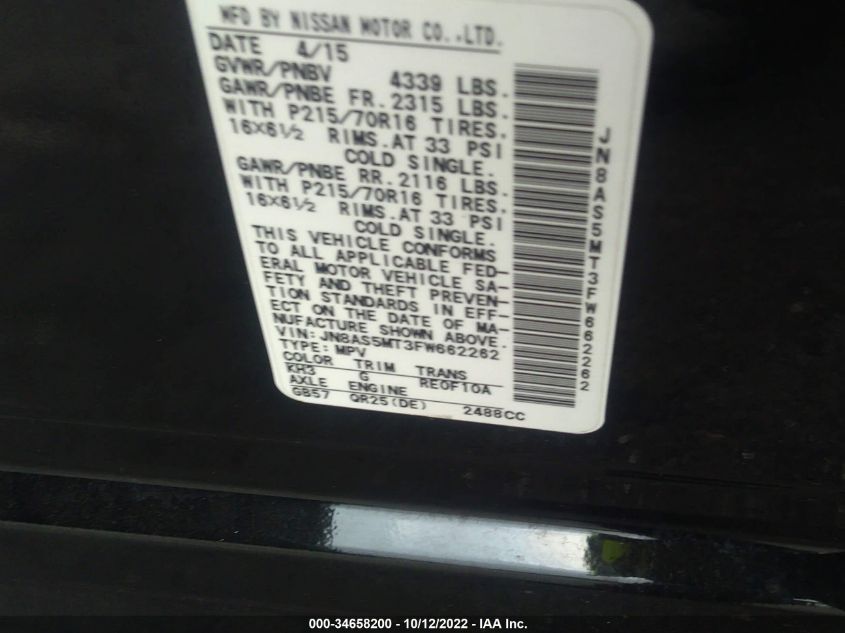 MFD BY NISSAN MOTOR CO.,LTD.
DATE 4/15
GVWR/PNBV 4339 LBS.
GAWR/PNBE FR. 2315 LBS.
WITH P215/70R16 TIRES.
16X6½ RIMS. AT 33 PSI
COLD SINGLE.
GAWR/PNBE RR. 2116 LBS.
WITH P215/70R16 TIRES.
16X6½ RIMS. AT 33 PSI
COLD SINGLE.
THIS VEHICLE CONFORMS
TO ALL APPLICABLE FED-
ERAL MOTOR VEHICLE SA-
FETY AND THEFT PREVEN-
TION STANDARDS IN EFF-
ECT ON THE DATE OF MA-
NUFACTURE SHOWN ABOVE.
VIN: JN8AS5MT3FW662262
TYPE: MPV
COLOR TRIM TRANS
KH3 G RE0F10A
AXLE ENGINE
GB57 QR25(DE) 2488CC
JN8AS5MT3FW662262
000-34658200 - 10/12/2022 - IAA Inc.